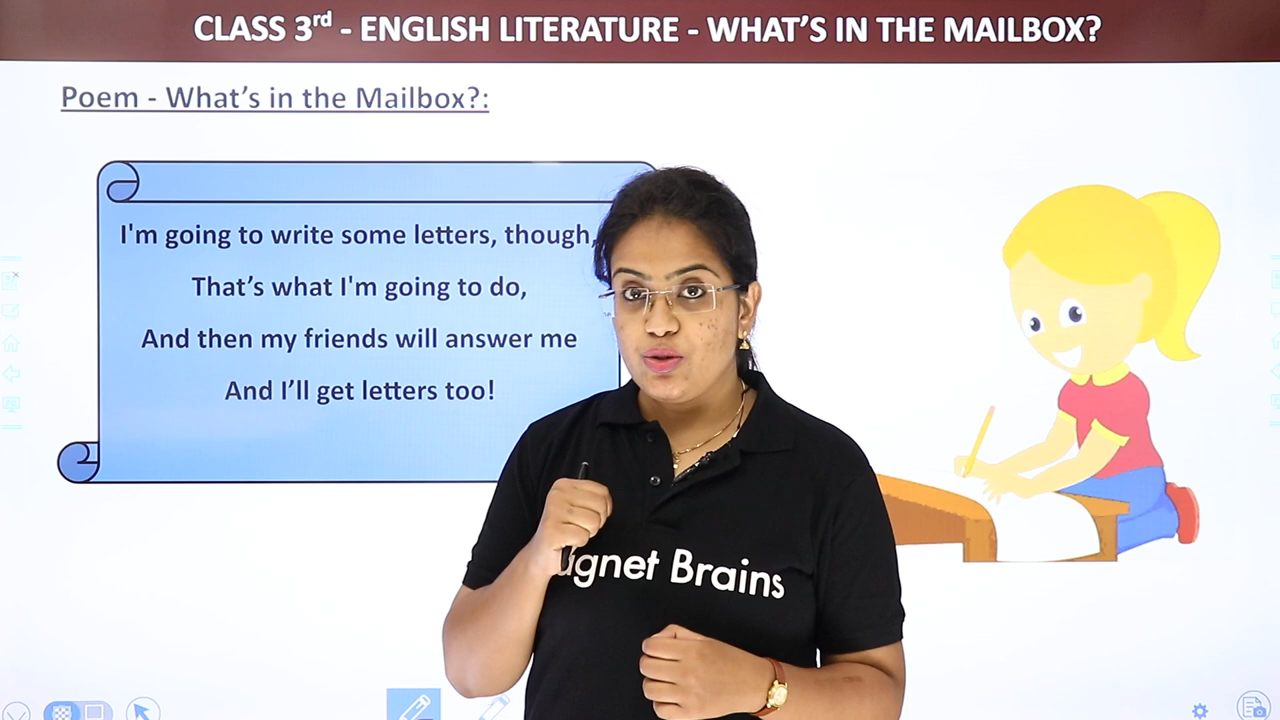 CLASS 3rd - ENGLISH LITERATURE - WHAT'S IN THE MAILBOX?
Poem - What's in the Mailbox?:
I'm going to write some letters, though,
That's what I'm going to do,
And then my friends will answer me
And I'll get letters too!
agnet Brains